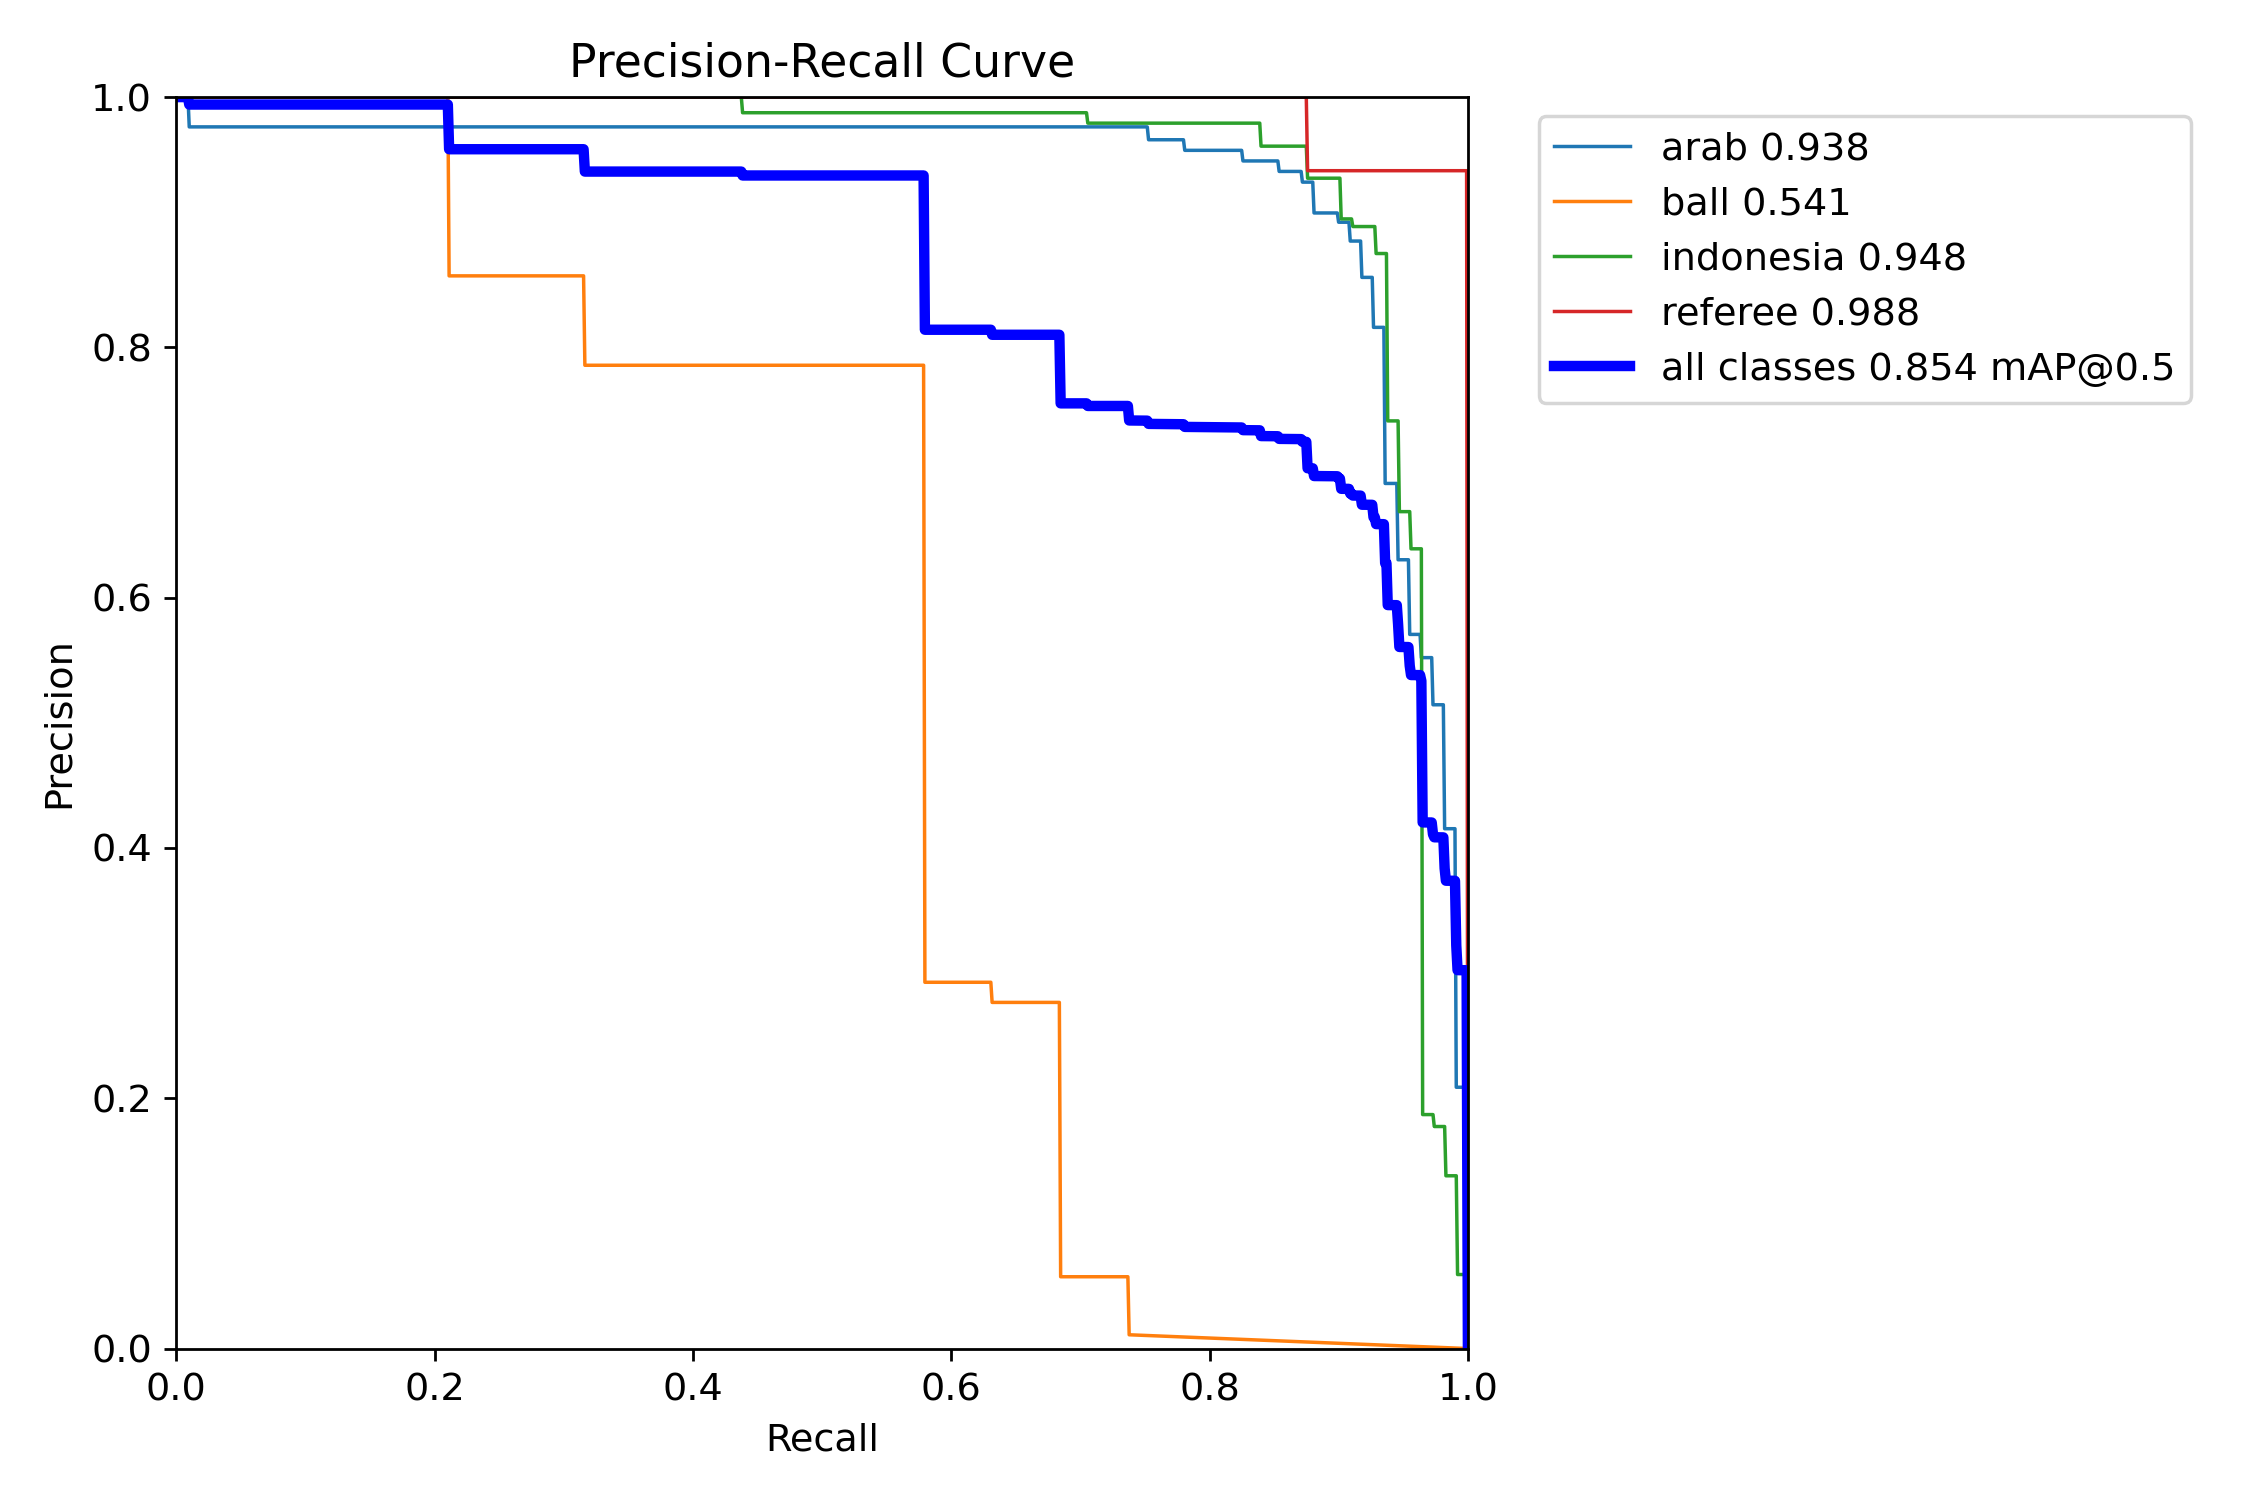 Precision-Recall Curve
1.0
0.8
0.6
0.4
0.2
0.0
Precision
0.0 0.2 0.4 0.6 0.8 1.0
Recall
arab 0.938
ball 0.541
indonesia 0.948
referee 0.988
all classes 0.854 mAP@0.5